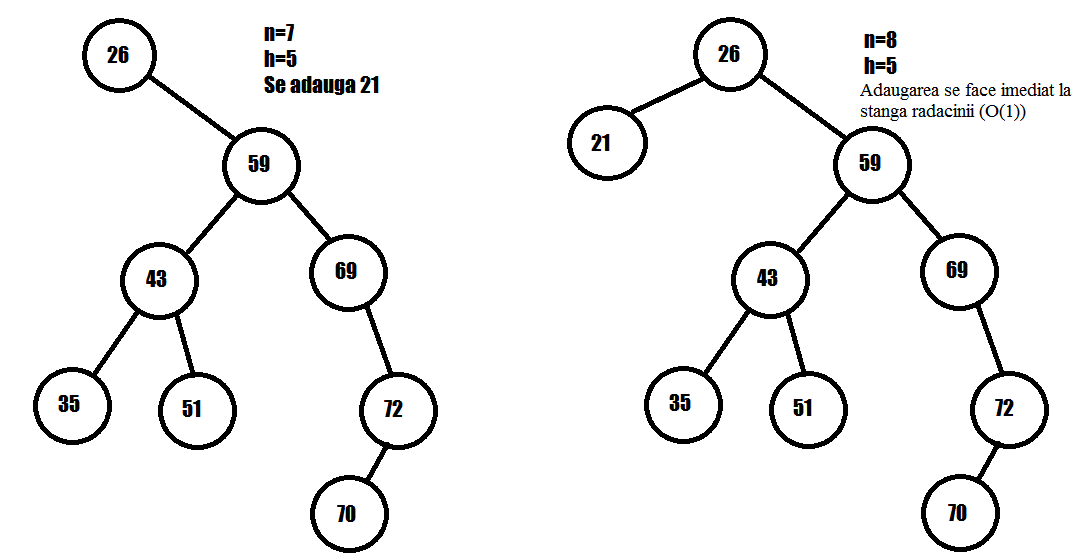 26
n=7
h=5
Se adauga 21
59
43
69
35
51
72
70
26
n=8
h=5
Adaugarea se face imediat la
stanga radacinii (O(1))
21
59
43
69
35
51
72
70